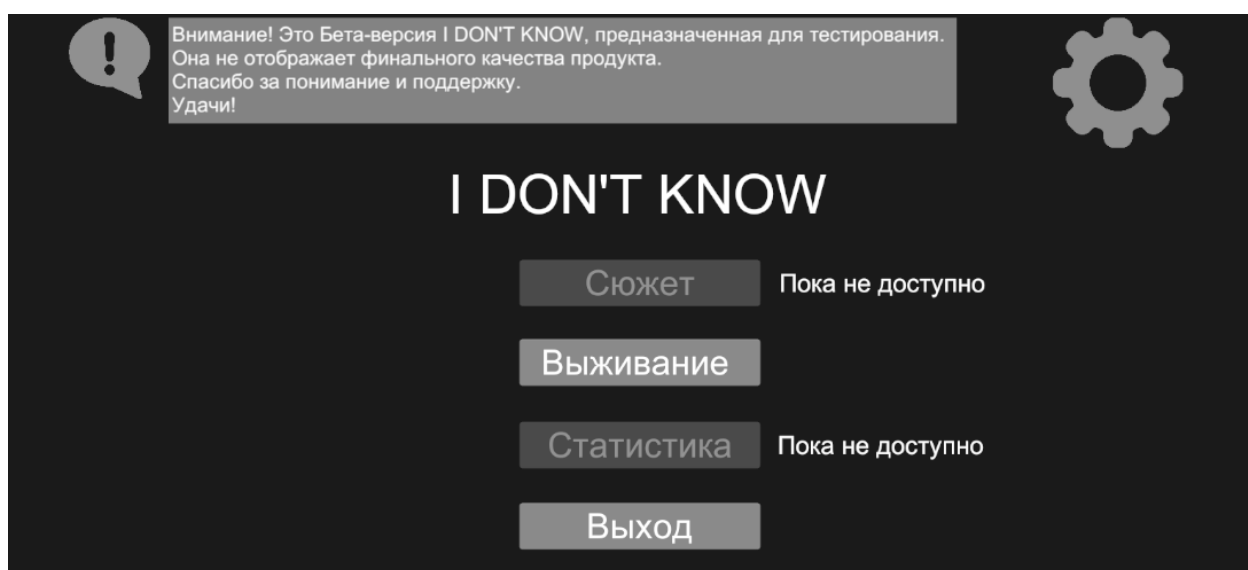 Внимание! Это Бета-версия I DON'T KNOW, предназначенная для тестирования.
Она не отображает финального качества продукта.
Спасибо за понимание и поддержку.
Удачи!
I DON'T KNOW
Сюжет Пока не доступно
Выживание
Статистика Пока не доступно
Выход